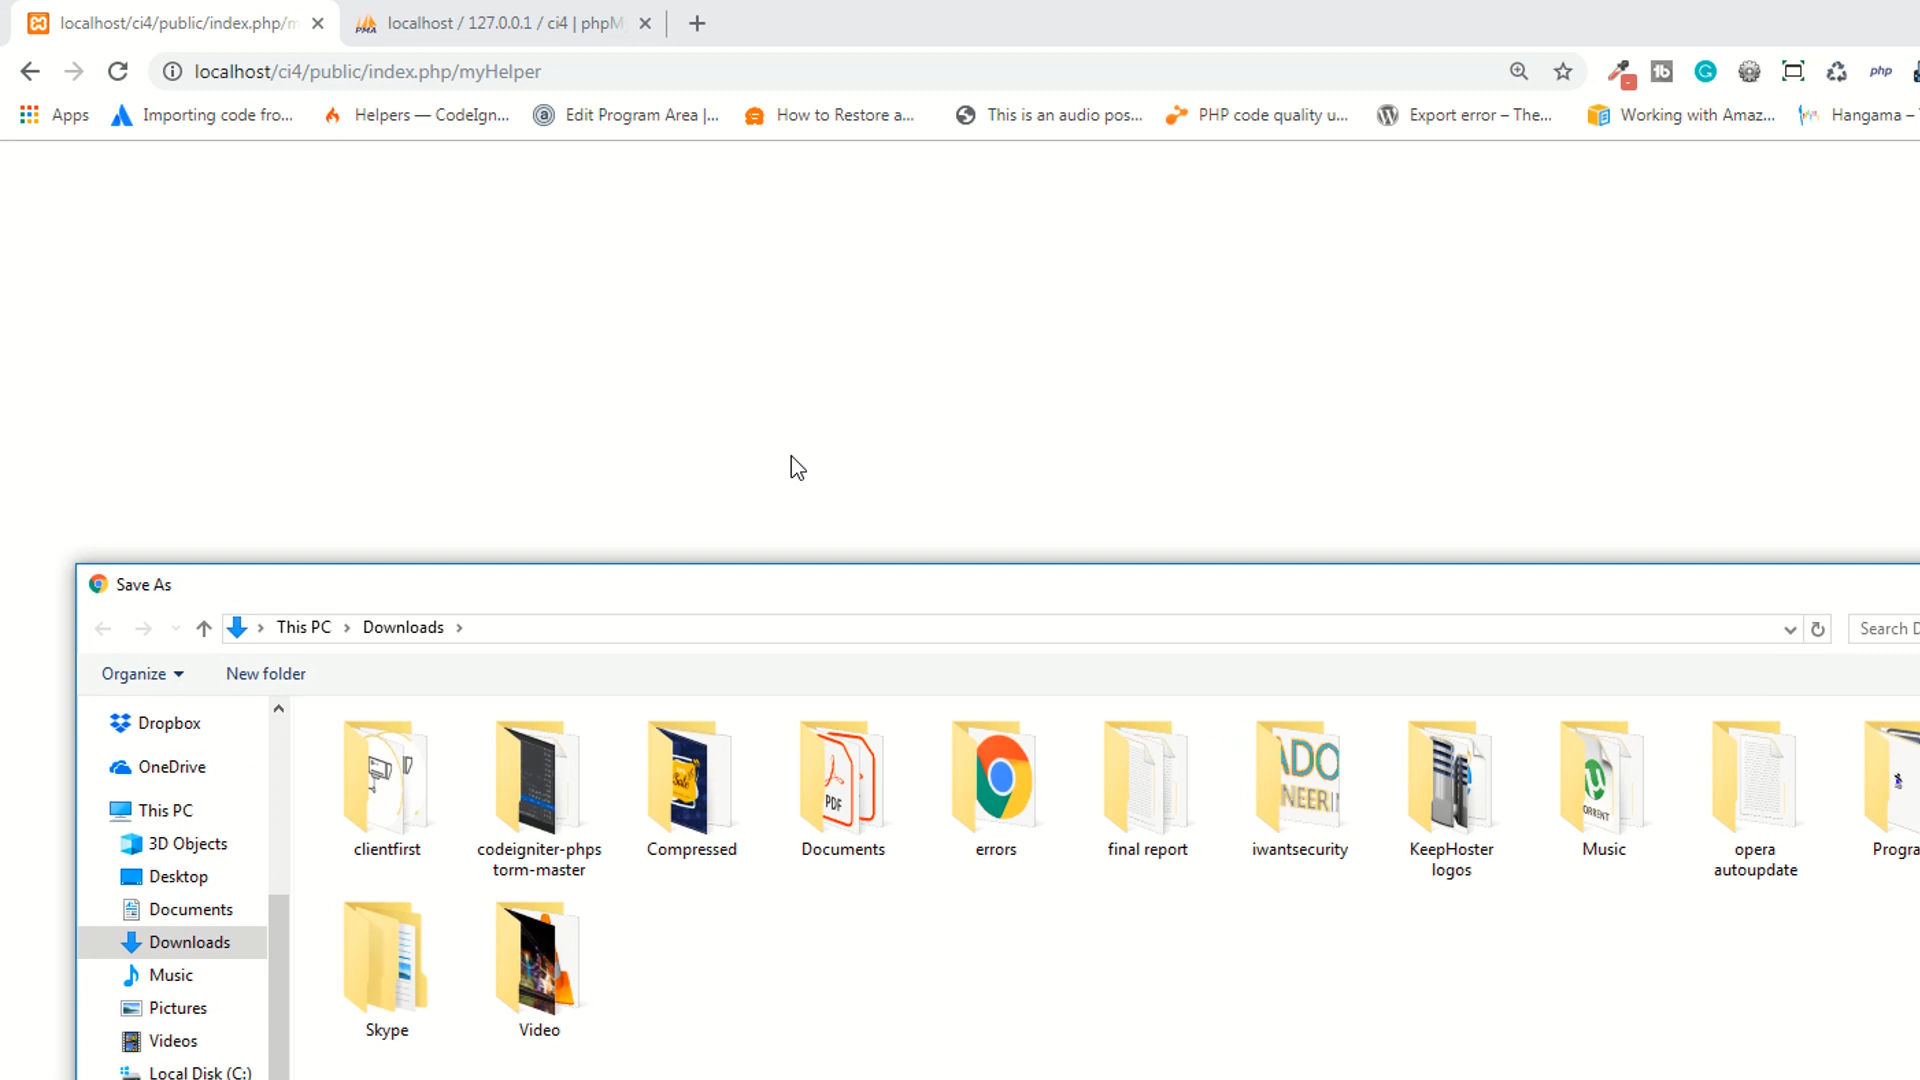 localhost/ci4/public/index.php/m
localhost / 127.0.0.1 / ci4 | phpM
localhost/ci4/public/index.php/myHelper
Apps
Importing code fro...
Helpers — CodeIgn...
Edit Program Area |...
How to Restore a...
This is an audio pos...
PHP code quality u...
Export error – The...
Working with Amaz...
Hangama –
PMA
tb
php
Save As
This PC
Downloads
Search D
Organize
New folder
Dropbox
OneDrive
This PC
3D Objects
Desktop
Documents
Downloads
Music
Pictures
Videos
Local Disk (C:)
PDF
clientfirst
codeigniter-phps
torm-master
Compressed
Documents
errors
final report
iwantsecurity
KeepHoster
logos
Music
opera
autoupdate
Progra
Skype
Video